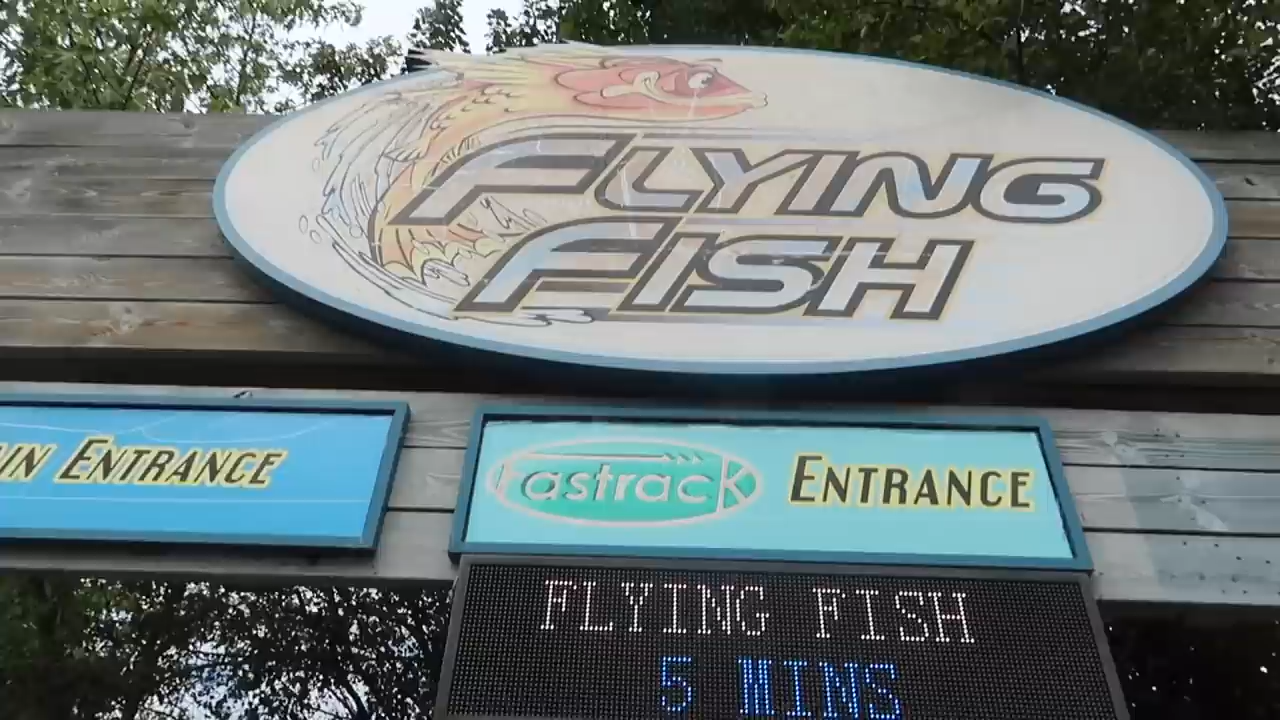 FLYING
FISH
ENTRANCE
Fastrack ENTRANCE
FLYING FISH
5 MINS